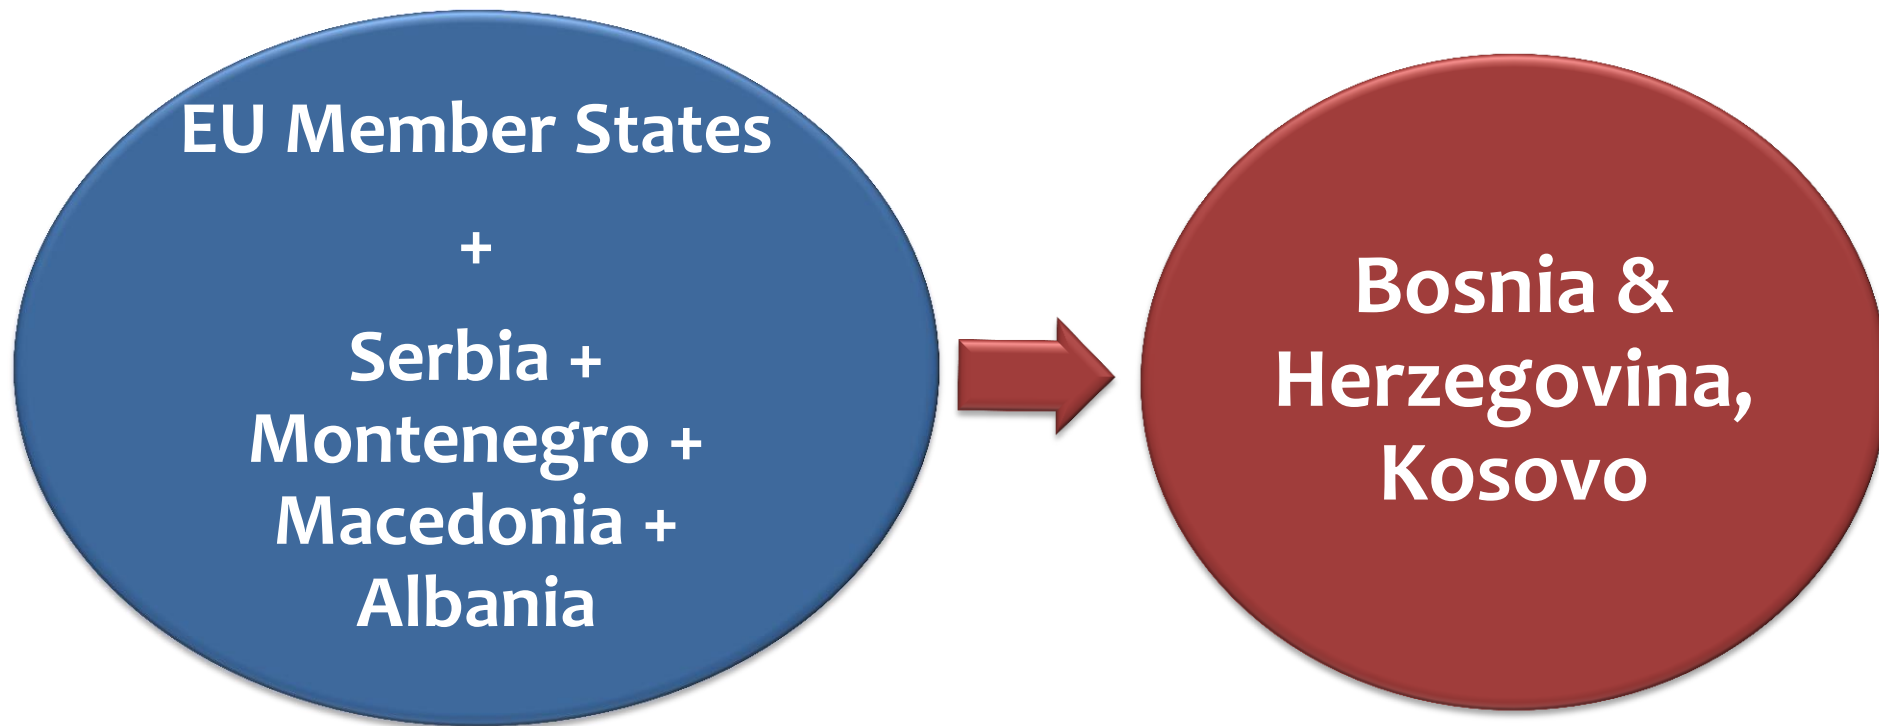 EU Member States
+
Serbia +
Montenegro +
Macedonia +
Albania
Bosnia &
Herzegovina,
Kosovo